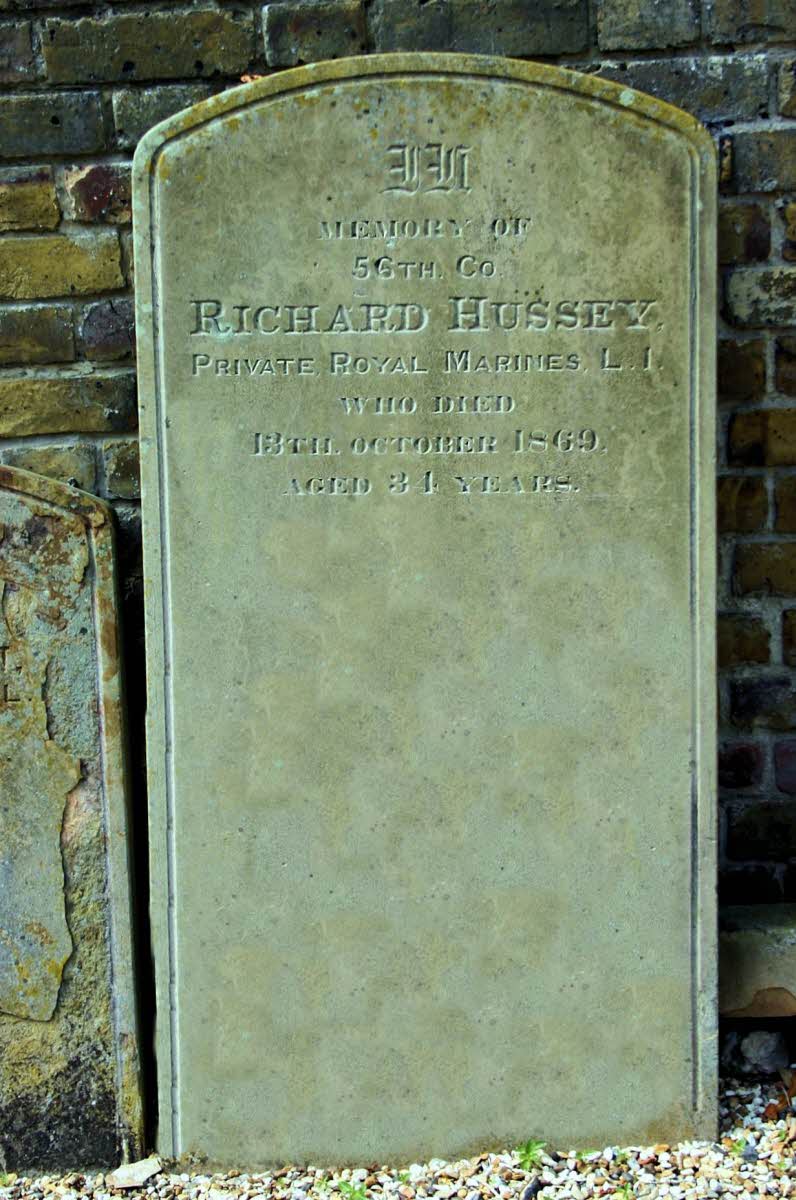 In
MEMORY OF
56TH. CO.
RICHARD HUSSEY,
PRIVATE, ROYAL MARINES, L.I.
WHO DIED
13TH. OCTOBER 1869,
AGED 34 YEARS.